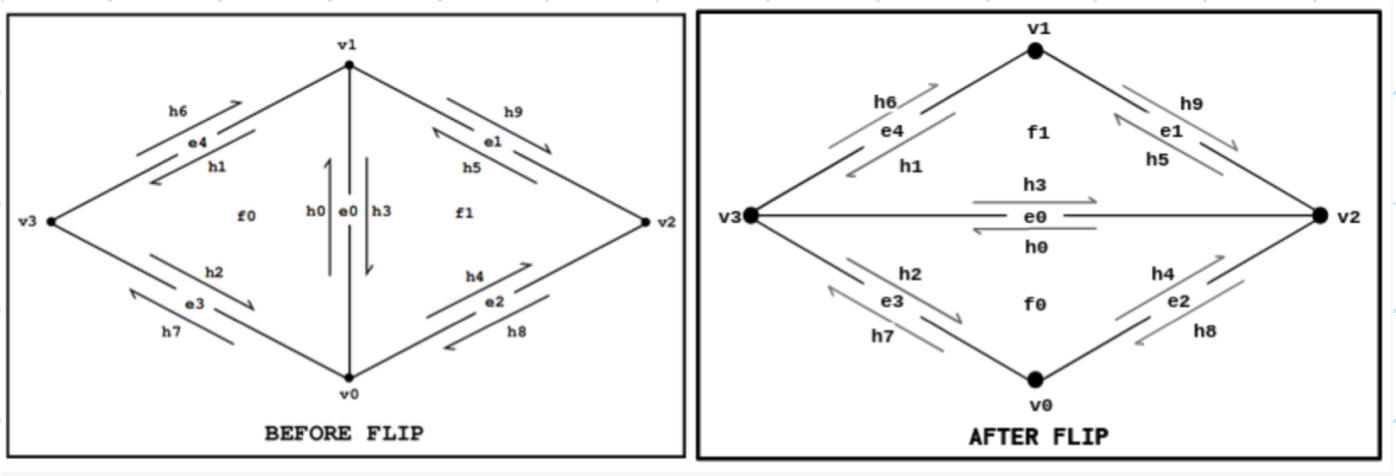 v1
h6
h9
e4
e1
h1
h5
v3
f0
h0 e0 h3
f1
v2
h2
h4
e3
e2
h7
h8
v0
BEFORE FLIP
v1
h6
h9
e4
f1
e1
h1
h5
h3
v3
e0
v2
h0
h2
h4
e3
f0
e2
h7
h8
v0
AFTER FLIP